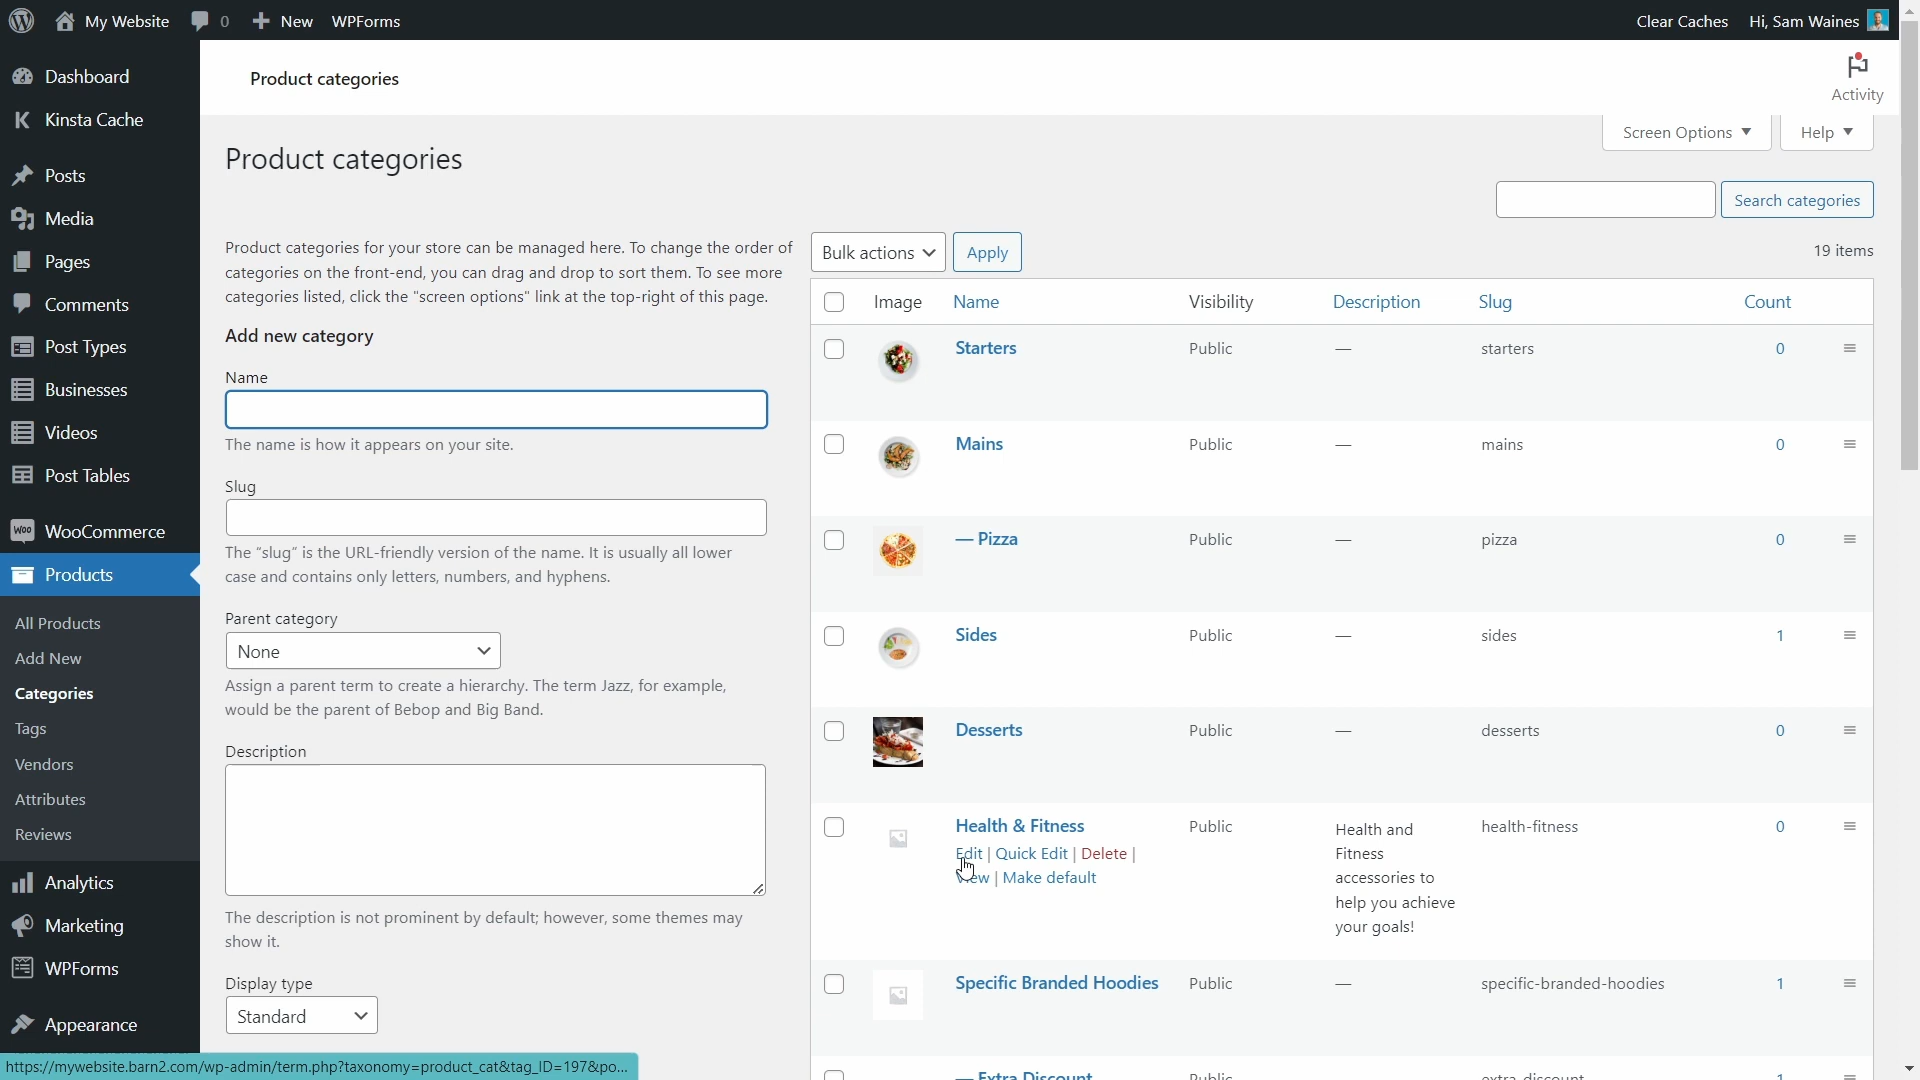 My Website 0 New WPForms Clear Caches Hi, Sam Waines
Dashboard
Kinsta Cache
Posts
Media
Pages
Comments
Post Types
Businesses
Videos
Post Tables
WooCommerce
Products
All Products
Add New
Categories
Tags
Vendors
Attributes
Reviews
Analytics
Marketing
WPForms
Appearance
Product categories
Activity
Screen Options Help
Product categories
Search categories
Product categories for your store can be managed here. To change the order of
categories on the front-end, you can drag and drop to sort them. To see more
categories listed, click the "screen options" link at the top-right of this page.
Add new category
Name
The name is how it appears on your site.
Slug
The “slug” is the URL-friendly version of the name. It is usually all lower
case and contains only letters, numbers, and hyphens.
Parent category
None
Assign a parent term to create a hierarchy. The term Jazz, for example,
would be the parent of Bebop and Big Band.
Description
The description is not prominent by default; however, some themes may
show it.
Display type
Standard
Bulk actions Apply 19 items
Image Name Visibility Description Slug Count
Starters Public — starters 0
Mains Public — mains 0
— Pizza Public — pizza 0
Sides Public — sides 1
Desserts Public — desserts 0
Health & Fitness Public Health and health-fitness 0
Edit | Quick Edit | Delete | Fitness
View | Make default accessories to
help you achieve
your goals!
Specific Branded Hoodies Public — specific-branded-hoodies 1
— Extra Discount Public extra-discount 1
https://mywebsite.barn2.com/wp-admin/term.php?taxonomy=product_cat&tag_ID=197&po...